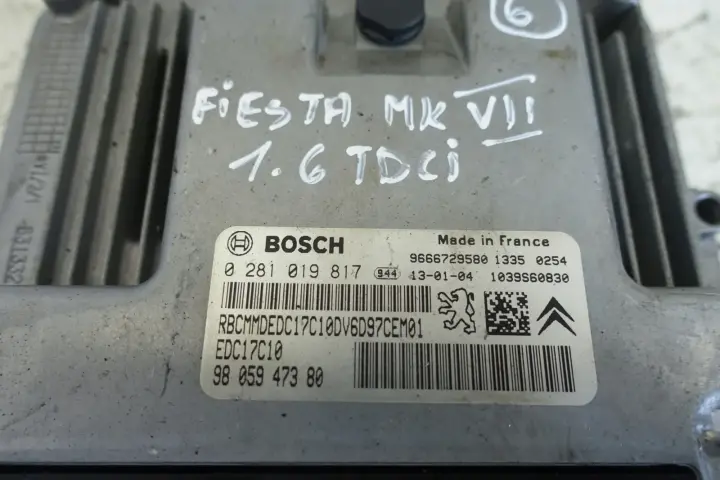 6
FiESTA MK VII
1.6 TDCi
BOSCH
Made in France
9666729580 1335 0254
0 281 019 817 944 13-01-04 1039S60830
RBCMMDEDC17C10DV6D97CEM01
EDC17C10
98 059 473 80